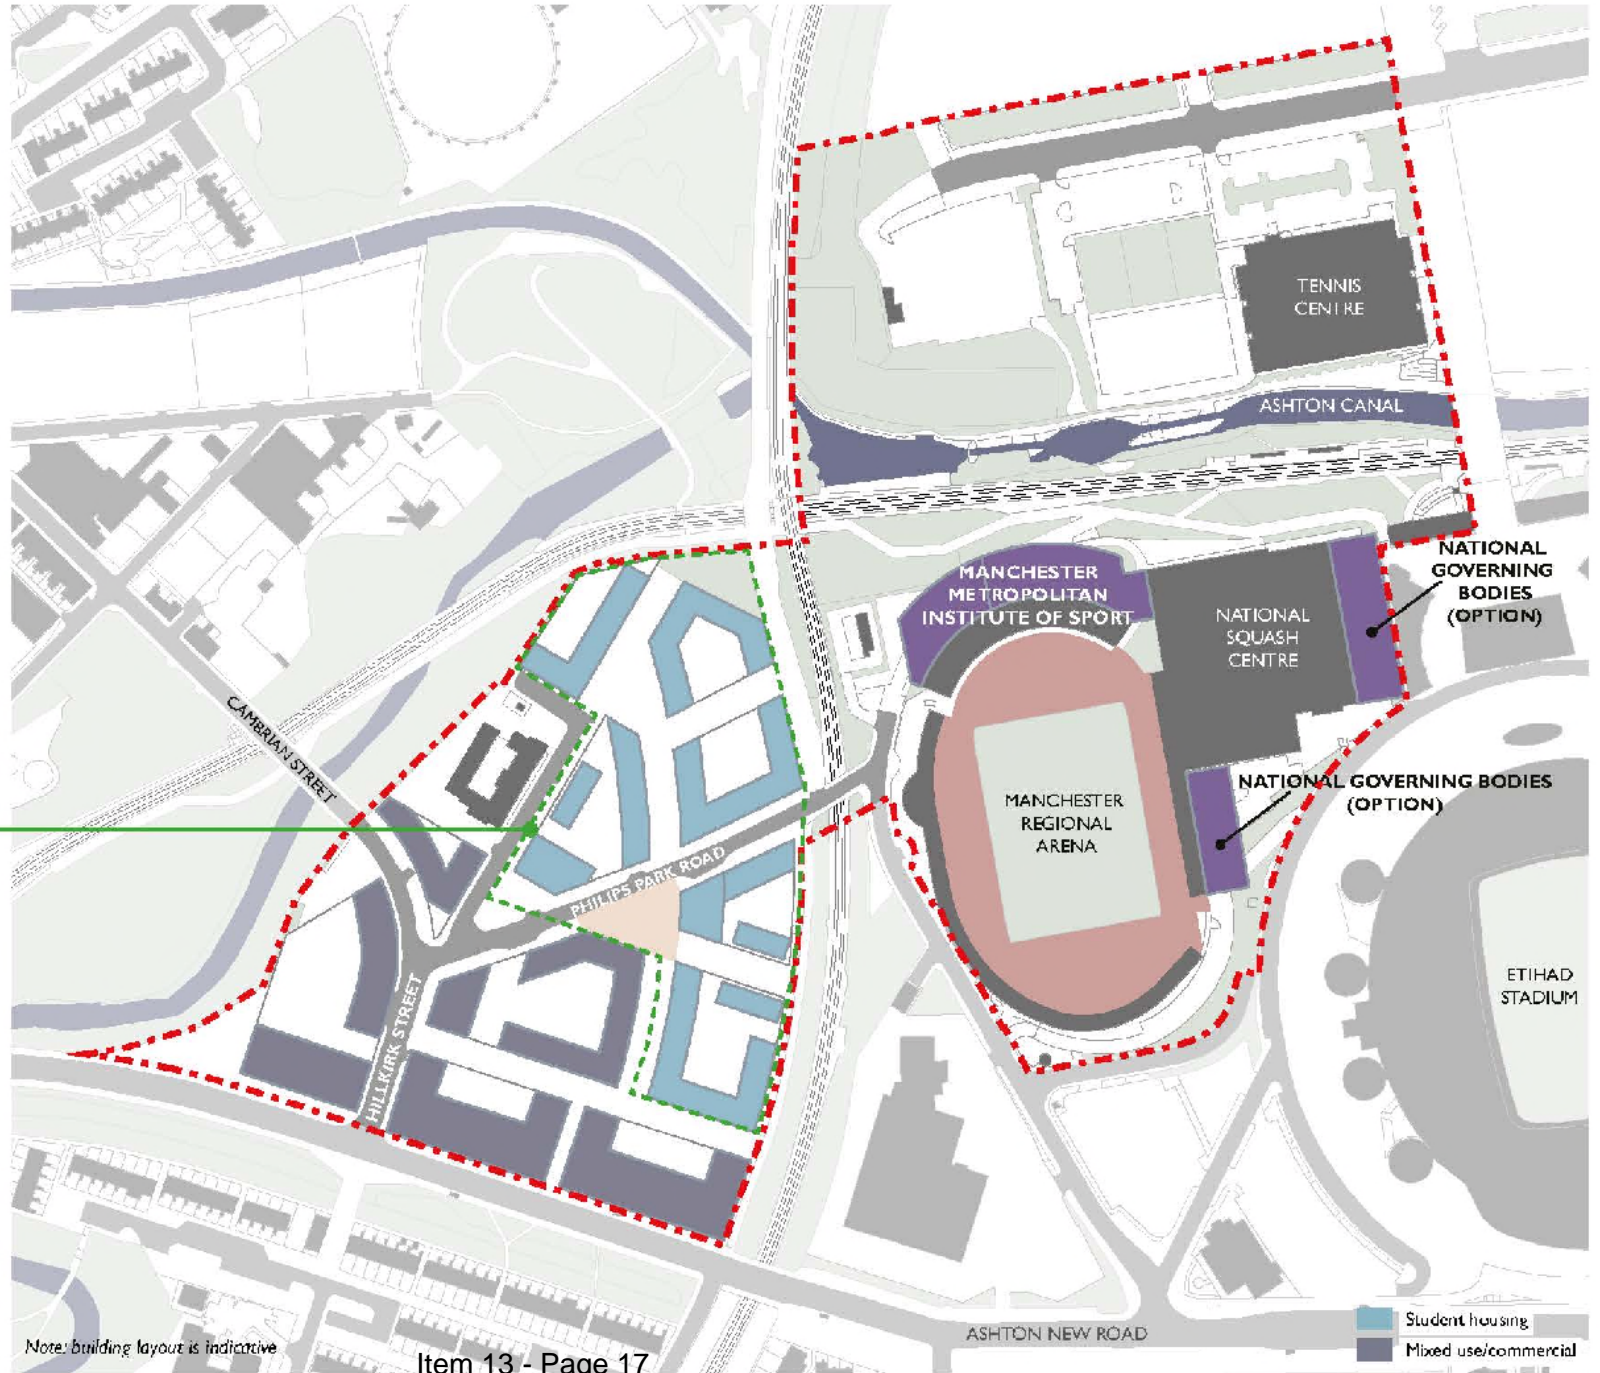 TENNIS
CENTRE
ASHTON CANAL
NATIONAL
GOVERNING
BODIES
(OPTION)
MANCHESTER
METROPOLITAN
INSTITUTE OF SPORT
NATIONAL
SQUASH
CENTRE
CAMBRIAN STREET
NATIONAL GOVERNING BODIES
(OPTION)
MANCHESTER
REGIONAL
ARENA
PHILIPS PARK ROAD
ETIHAD
STADIUM
HILLKIRK STREET
ASHTON NEW ROAD
Student housing
Mixed use/commercial
Note: building layout is indicative
Item 13 - Page 17